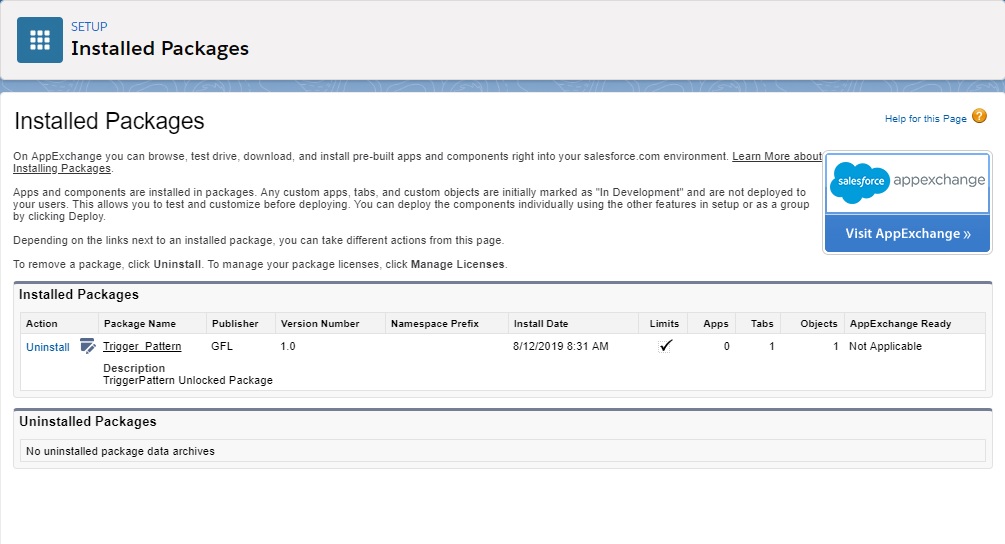 SETUP
Installed Packages
Installed Packages
Help for this Page ?
On AppExchange you can browse, test drive, download, and install pre-built apps and components right into your salesforce.com environment. Learn More about
Installing Packages.
Apps and components are installed in packages. Any custom apps, tabs, and custom objects are initially marked as "In Development" and are not deployed to
your users. This allows you to test and customize before deploying. You can deploy the components individually using the other features in setup or as a group
by clicking Deploy.
salesforce appexchange
Visit AppExchange »
Depending on the links next to an installed package, you can take different actions from this page.
To remove a package, click Uninstall. To manage your package licenses, click Manage Licenses.
Installed Packages
Action Package Name Publisher Version Number Namespace Prefix Install Date Limits Apps Tabs Objects AppExchange Ready
Uninstall Trigger_Pattern GFL 1.0 8/12/2019 8:31 AM ✓ 0 1 1 Not Applicable
Description
TriggerPattern Unlocked Package
Uninstalled Packages
No uninstalled package data archives